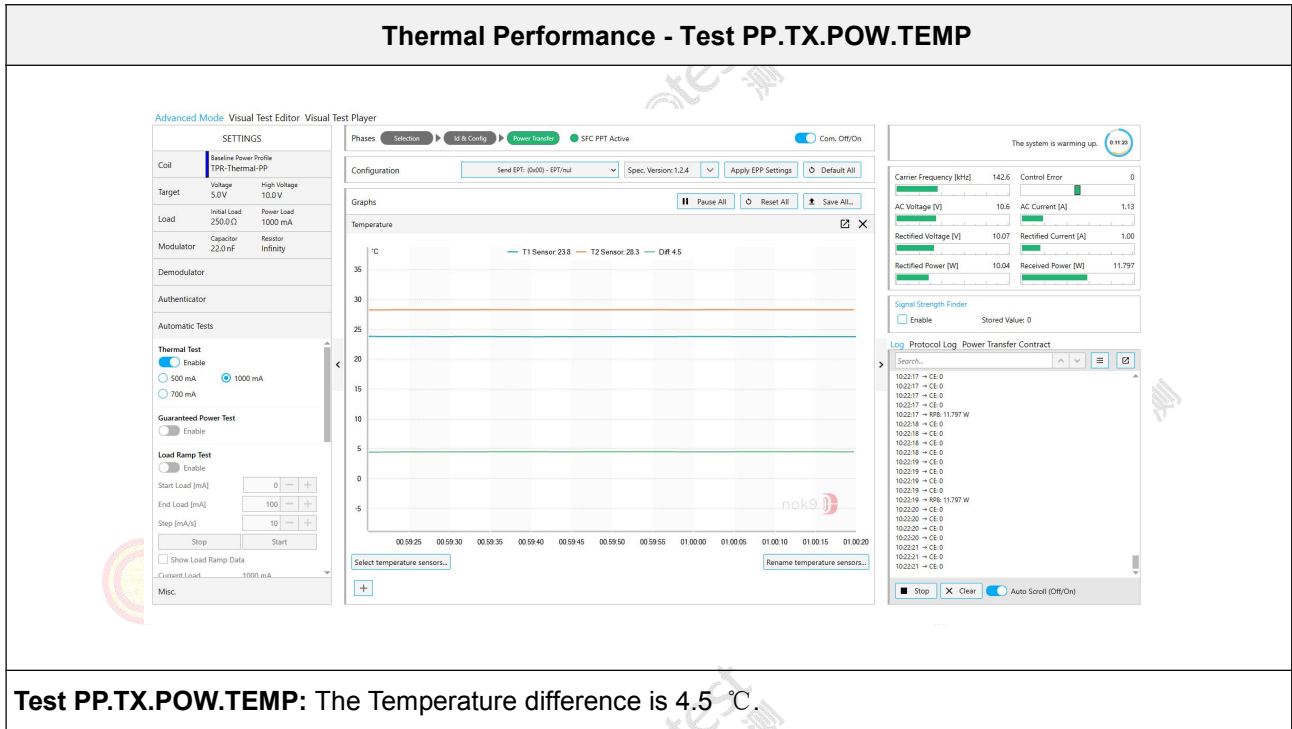 Thermal Performance - Test PP.TX.POW.TEMP
Advanced Mode Visual Test Editor Visual Test Player
SETTINGS
Coil
Baseline Power Profile
TPR-Thermal-PP
Target
Voltage High Voltage
5.0 V 10.0 V
Load
Initial Load Power Load
250.0 Ω 1000 mA
Modulator
Capacitor Resistor
22.0 nF Infinity
Demodulator
Authenticator
Automatic Tests
Thermal Test
Enable
500 mA 1000 mA
700 mA
Guaranteed Power Test
Enable
Load Ramp Test
Enable
Start Load [mA] 0 — +
End Load [mA] 100 — +
Step [mA/s] 10 — +
Stop Start
Show Load Ramp Data
Current Load 1000 mA
Misc.
Phases Selection Id & Config Power Transfer SFC PPT Active Com. Off/On
Configuration Send EPT: (0x00) - EPT/nul Spec. Version: 1.2.4 Apply EPP Settings Default All
Graphs Pause All Reset All Save All...
Temperature
°C T1 Sensor: 23.8 T2 Sensor: 28.3 Diff: 4.5
35
30
25
20
15
10
5
0
-5
nok9
00.59:25 00.59:30 00.59:35 00.59:40 00.59:45 00.59:50 00.59:55 01.00:00 01.00:05 01.00:10 01.00:15 01.00:20
Select temperature sensors... Rename temperature sensors...
+
The system is warming up. 0:11:23
Carrier Frequency [kHz] 142.6 Control Error 0
AC Voltage [V] 10.6 AC Current [A] 1.13
Rectified Voltage [V] 10.07 Rectified Current [A] 1.00
Rectified Power [W] 10.04 Received Power [W] 11.797
Signal Strength Finder
Enable Stored Value: 0
Log Protocol Log Power Transfer Contract
Search...
10:22:17 → CE: 0
10:22:17 → CE: 0
10:22:17 → CE: 0
10:22:17 → CE: 0
10:22:17 → RP8: 11.797 W
10:22:18 → CE: 0
10:22:18 → CE: 0
10:22:18 → CE: 0
10:22:18 → CE: 0
10:22:19 → CE: 0
10:22:19 → CE: 0
10:22:19 → CE: 0
10:22:19 → CE: 0
10:22:19 → RP8: 11.797 W
10:22:20 → CE: 0
10:22:20 → CE: 0
10:22:20 → CE: 0
10:22:21 → CE: 0
10:22:21 → CE: 0
10:22:21 → CE: 0
Stop Clear Auto Scroll (Off/On)
Test PP.TX.POW.TEMP: The Temperature difference is 4.5 ℃.